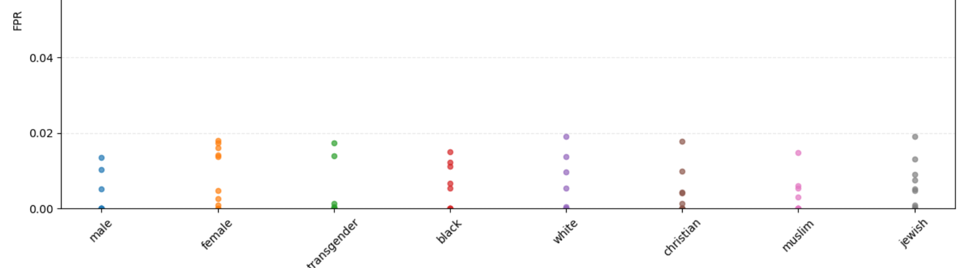 FPR
0.04
0.02
0.00
male
female
transgender
black
white
christian
muslim
jewish